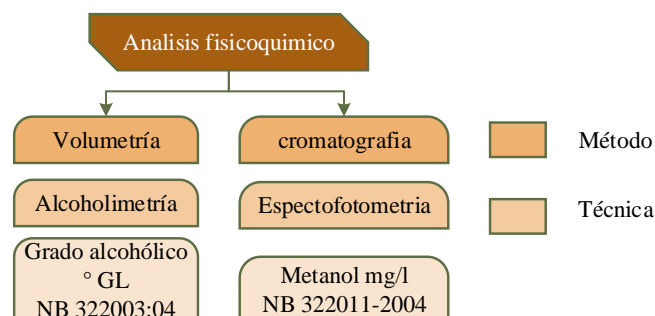 Analisis fisicoquimico
Volumetría
cromatografia
Método
Alcoholimetría
Espectofotometria
Técnica
Grado alcohólico
° GL
NB 322003:04
Metanol mg/l
NB 322011-2004